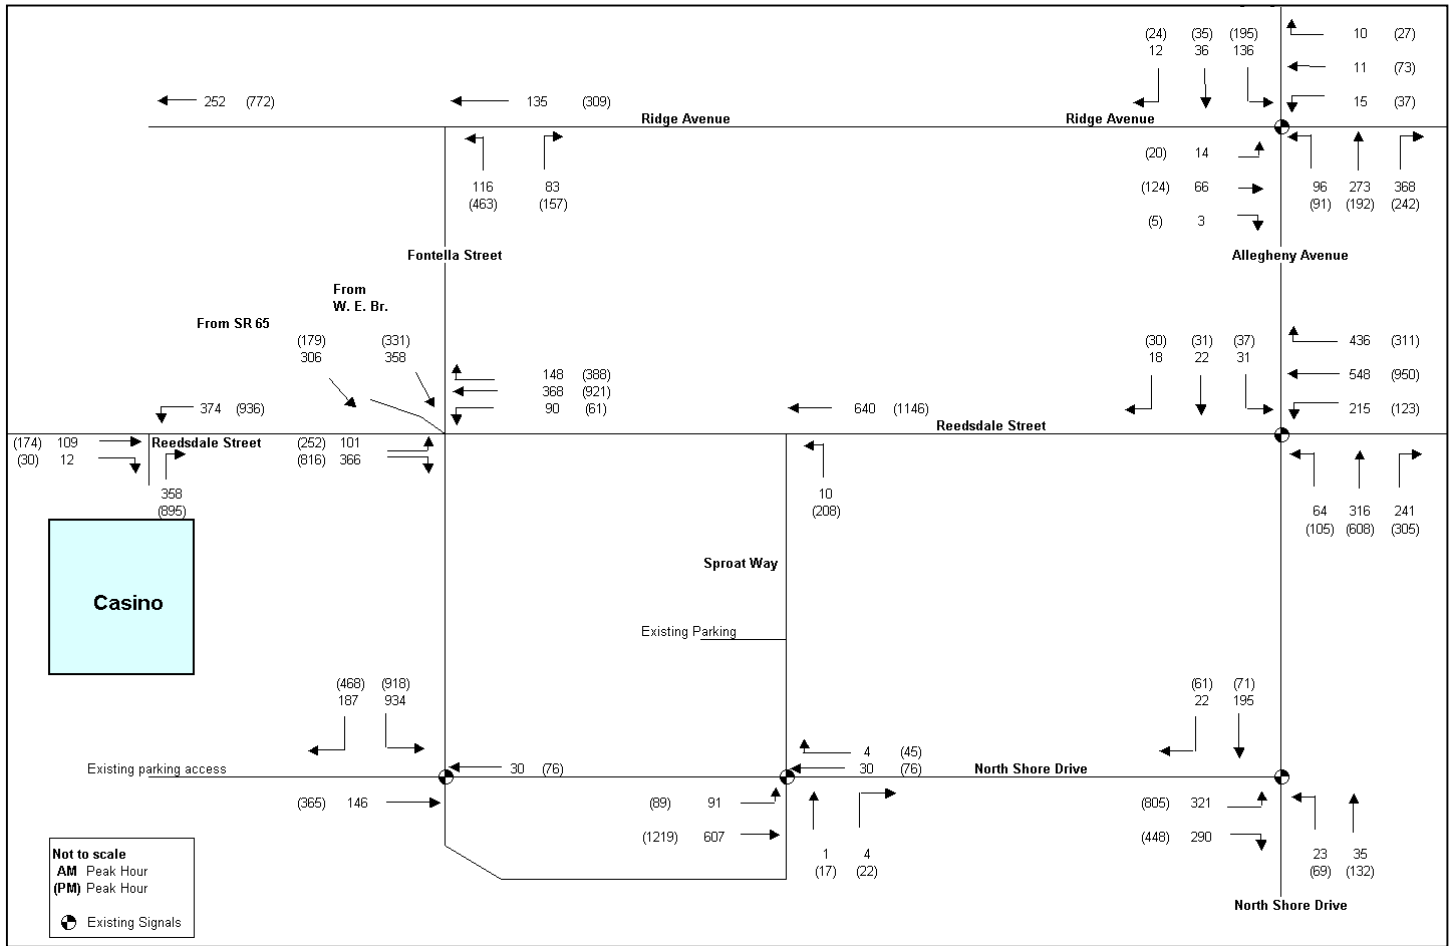 (24) (35) (195) 10 (27)
12 36 136
11 (73)
252 (772) 135 (309) 15 (37)
Ridge Avenue Ridge Avenue
(20) 14
116 83 (124) 66 96 273 368
(463) (157) (91) (192) (242)
(5) 3
Fontella Street Allegheny Avenue
From
W. E. Br.
From SR 65
(179) (331) (30) (31) (37) 436 (311)
306 358 18 22 31
148 (388) 548 (950)
368 (921)
374 (936) 90 (61) 640 (1146) 215 (123)
Reedsdale Street
(174) 109 Reedsdale Street (252) 101
(30) 12 (816) 366
358 10 64 316 241
(895) (208) (105) (608) (305)
Sproat Way
Casino
Existing Parking
(468) (918) (61) (71)
187 934 22 195
4 (45)
Existing parking access 30 (76) 30 (76) North Shore Drive
(365) 146 (89) 91 (805) 321
(1219) 607 (448) 290
1 4 23 35
(17) (22) (69) (132)
Not to scale
AM Peak Hour
(PM) Peak Hour
Existing Signals
North Shore Drive